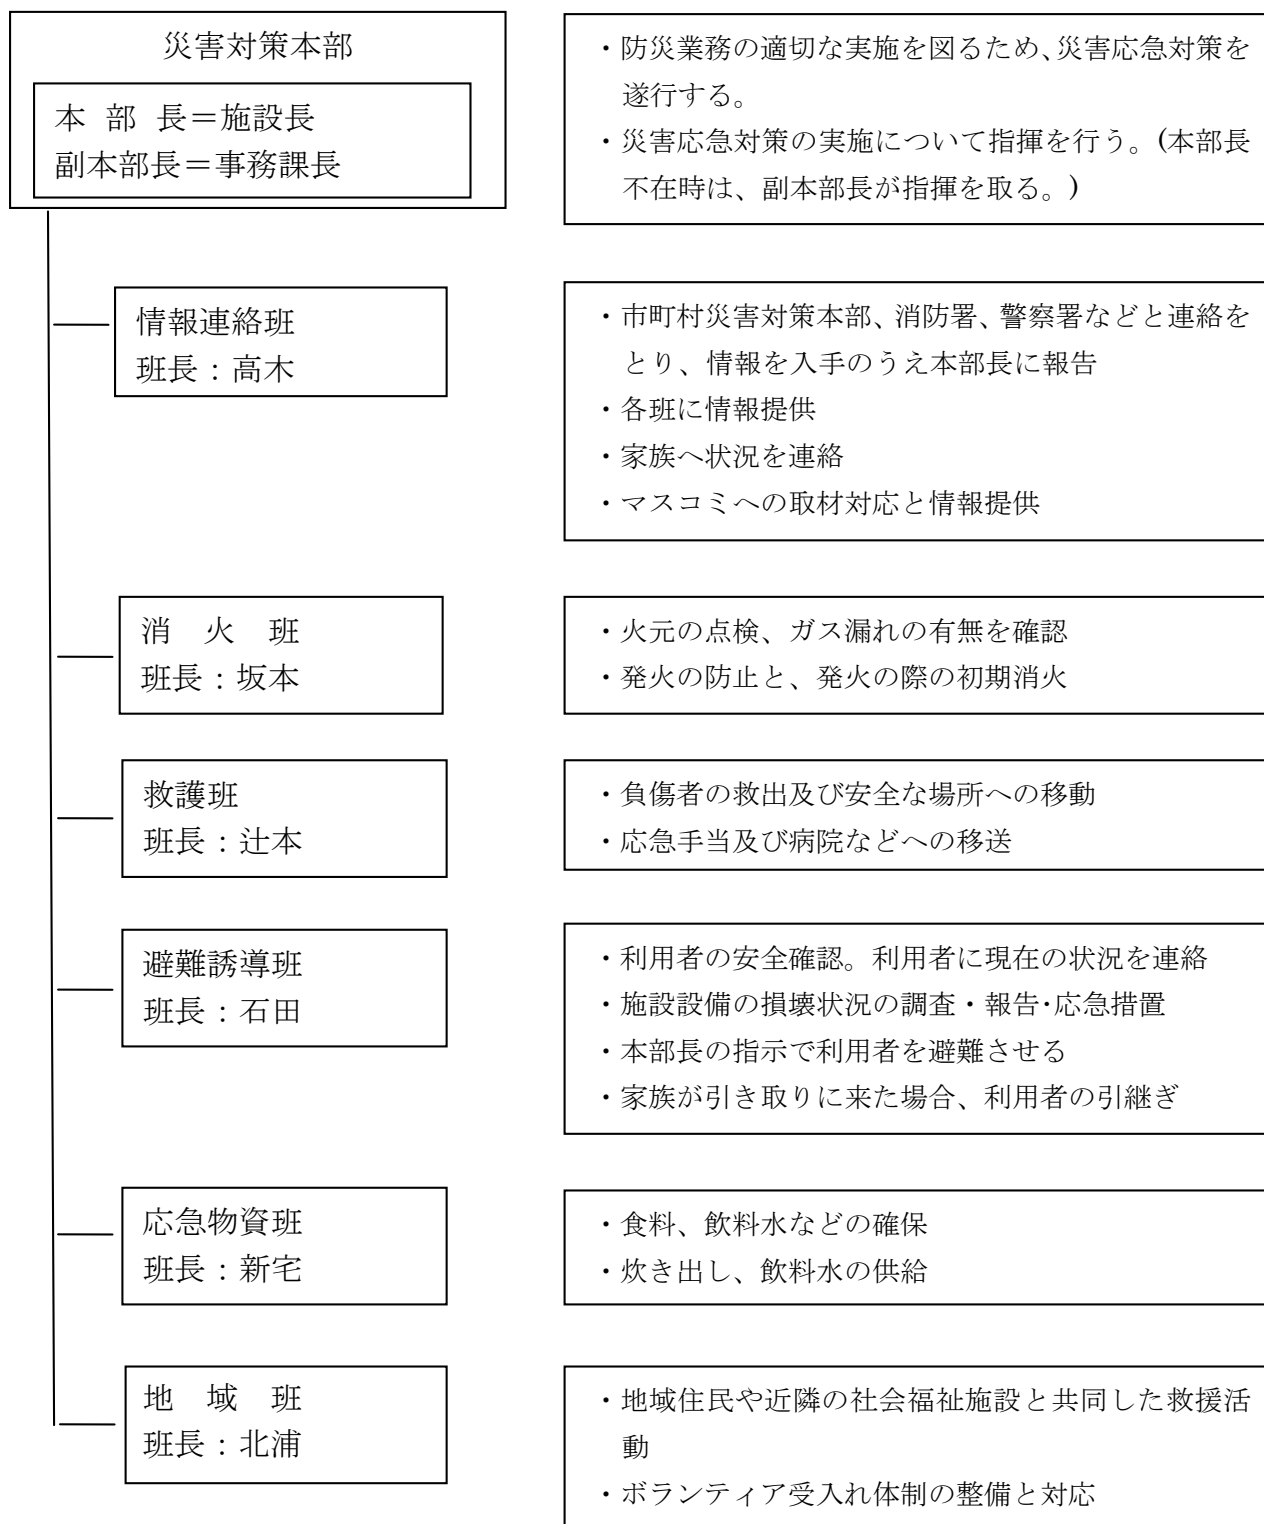 災害対策本部
本 部 長＝施設長
副本部長＝事務課長
・防災業務の適切な実施を図るため、災害応急対策を
遂行する。
・災害応急対策の実施について指揮を行う。(本部長
不在時は、副本部長が指揮を取る。)
情報連絡班
班長：高木
・市町村災害対策本部、消防署、警察署などと連絡を
とり、情報を入手のうえ本部長に報告
・各班に情報提供
・家族へ状況を連絡
・マスコミへの取材対応と情報提供
消　火　班
班長：坂本
・火元の点検、ガス漏れの有無を確認
・発火の防止と、発火の際の初期消火
救護班
班長：辻本
・負傷者の救出及び安全な場所への移動
・応急手当及び病院などへの移送
避難誘導班
班長：石田
・利用者の安全確認。利用者に現在の状況を連絡
・施設設備の損壊状況の調査・報告･応急措置
・本部長の指示で利用者を避難させる
・家族が引き取りに来た場合、利用者の引継ぎ
応急物資班
班長：新宅
・食料、飲料水などの確保
・炊き出し、飲料水の供給
地　域　班
班長：北浦
・地域住民や近隣の社会福祉施設と共同した救援活
動
・ボランティア受入れ体制の整備と対応